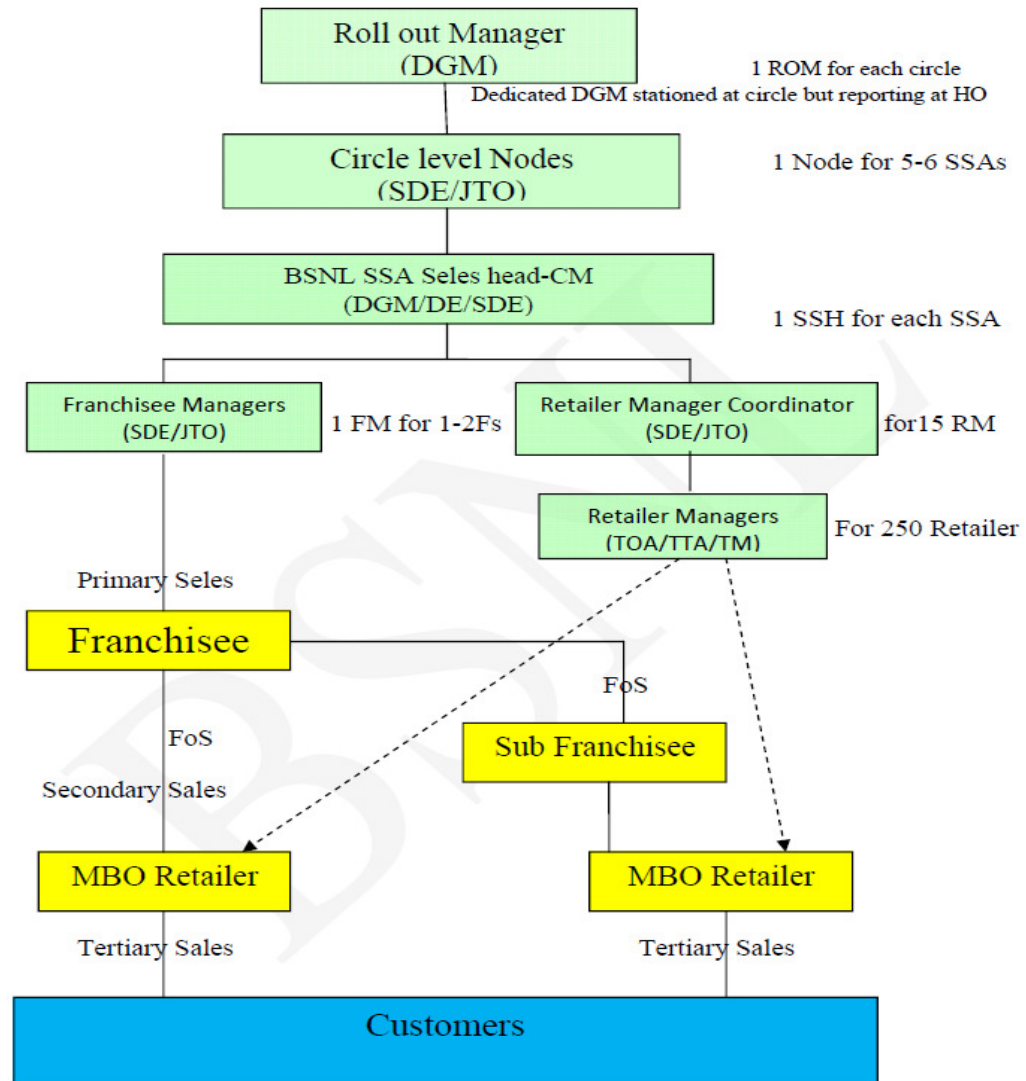 Roll out Manager
(DGM)
1 ROM for each circle
Dedicated DGM stationed at circle but reporting at HO
Circle level Nodes
(SDE/JTO)
1 Node for 5-6 SSAs
BSNL SSA Seles head-CM
(DGM/DE/SDE)
1 SSH for each SSA
Franchisee Managers
(SDE/JTO)
1 FM for 1-2Fs
Retailer Manager Coordinator
(SDE/JTO)
for15 RM
Retailer Managers
(TOA/TTA/TM)
For 250 Retailer
Primary Seles
Franchisee
FoS
Sub Franchisee
FoS
Secondary Sales
MBO Retailer
MBO Retailer
Tertiary Sales
Tertiary Sales
Customers
BSNL